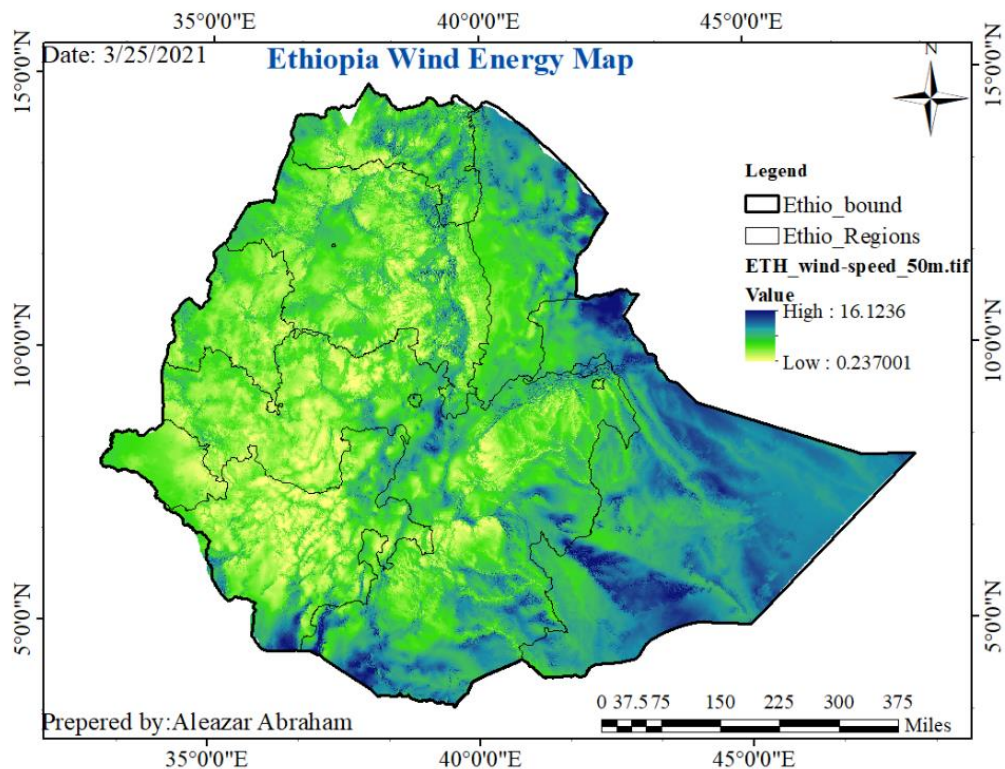 35°0'0"E 40°0'0"E 45°0'0"E
Date: 3/25/2021
Ethiopia Wind Energy Map
N
15°0'0"N
15°0'0"N
Legend
Ethio_bound
Ethio_Regions
ETH_wind-speed_50m.tif
Value
High : 16.1236
Low : 0.237001
10°0'0"N
10°0'0"N
5°0'0"N
5°0'0"N
0 37.5 75 150 225 300 375
Miles
Prepered by:Aleazar Abraham
35°0'0"E 40°0'0"E 45°0'0"E